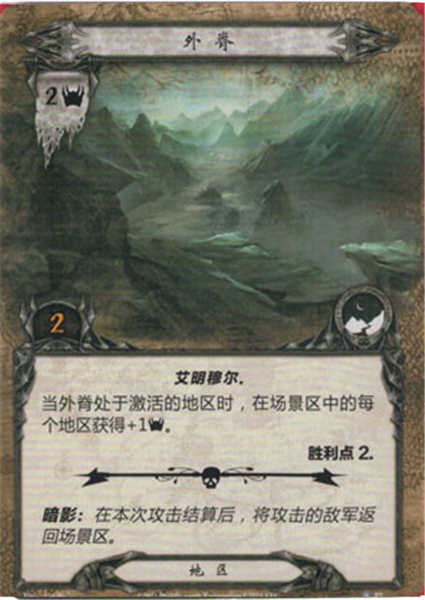 外脊
2
2
艾明穆尔。
当外脊处于激活的地区时，在场景区中的每
个地区获得+1。
胜利点 2.
暗影：在本次攻击结算后，将攻击的敌军返
回场景区。
地区